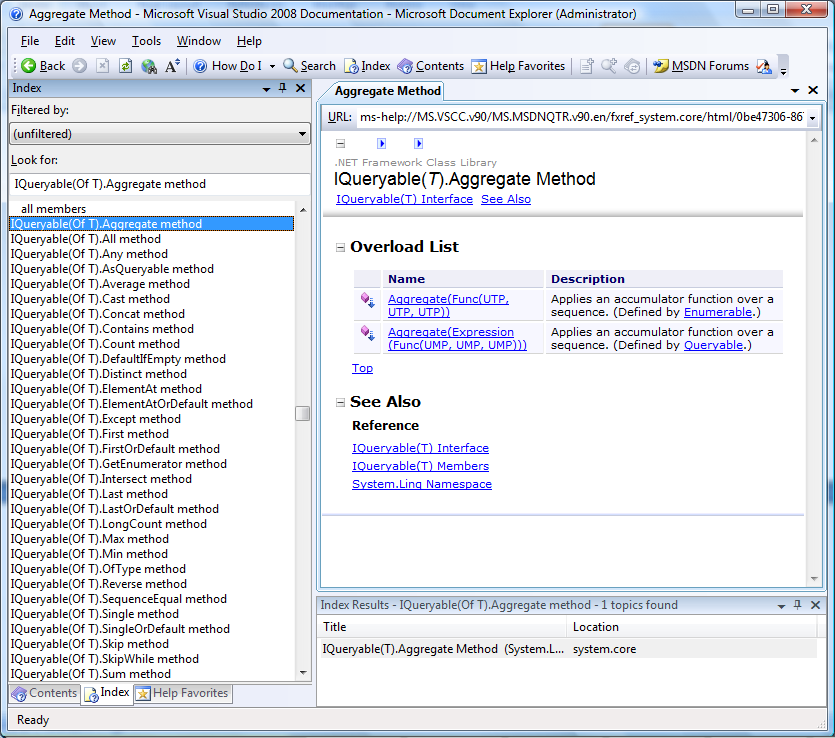 Aggregate Method - Microsoft Visual Studio 2008 Documentation - Microsoft Document Explorer (Administrator)
File Edit View Tools Window Help
Back How Do I Search Index Contents Help Favorites MSDN Forums
Index
Filtered by:
(unfiltered)
Look for:
IQueryable(Of T).Aggregate method
all members
IQueryable(Of T).Aggregate method
IQueryable(Of T).All method
IQueryable(Of T).Any method
IQueryable(Of T).AsQueryable method
IQueryable(Of T).Average method
IQueryable(Of T).Cast method
IQueryable(Of T).Concat method
IQueryable(Of T).Contains method
IQueryable(Of T).Count method
IQueryable(Of T).DefaultIfEmpty method
IQueryable(Of T).Distinct method
IQueryable(Of T).ElementAt method
IQueryable(Of T).ElementAtOrDefault method
IQueryable(Of T).Except method
IQueryable(Of T).First method
IQueryable(Of T).FirstOrDefault method
IQueryable(Of T).GetEnumerator method
IQueryable(Of T).Intersect method
IQueryable(Of T).Last method
IQueryable(Of T).LastOrDefault method
IQueryable(Of T).LongCount method
IQueryable(Of T).Max method
IQueryable(Of T).Min method
IQueryable(Of T).OfType method
IQueryable(Of T).Reverse method
IQueryable(Of T).SequenceEqual method
IQueryable(Of T).Single method
IQueryable(Of T).SingleOrDefault method
IQueryable(Of T).Skip method
IQueryable(Of T).SkipWhile method
IQueryable(Of T).Sum method
Contents Index Help Favorites
Aggregate Method
URL: ms-help://MS.VSCC.v90/MS.MSDNQTR.v90.en/fxref_system.core/html/0be47306-86
.NET Framework Class Library
IQueryable(T).Aggregate Method
IQueryable(T) Interface See Also
Overload List
Name Description
Aggregate(Func(UTP, UTP, UTP)) Applies an accumulator function over a sequence. (Defined by Enumerable.)
Aggregate(Expression (Func(UMP, UMP, UMP))) Applies an accumulator function over a sequence. (Defined by Queryable.)
Top
See Also
Reference
IQueryable(T) Interface
IQueryable(T) Members
System.Linq Namespace
Index Results - IQueryable(Of T).Aggregate method - 1 topics found
Title Location
IQueryable(T).Aggregate Method (System.L... system.core
Ready